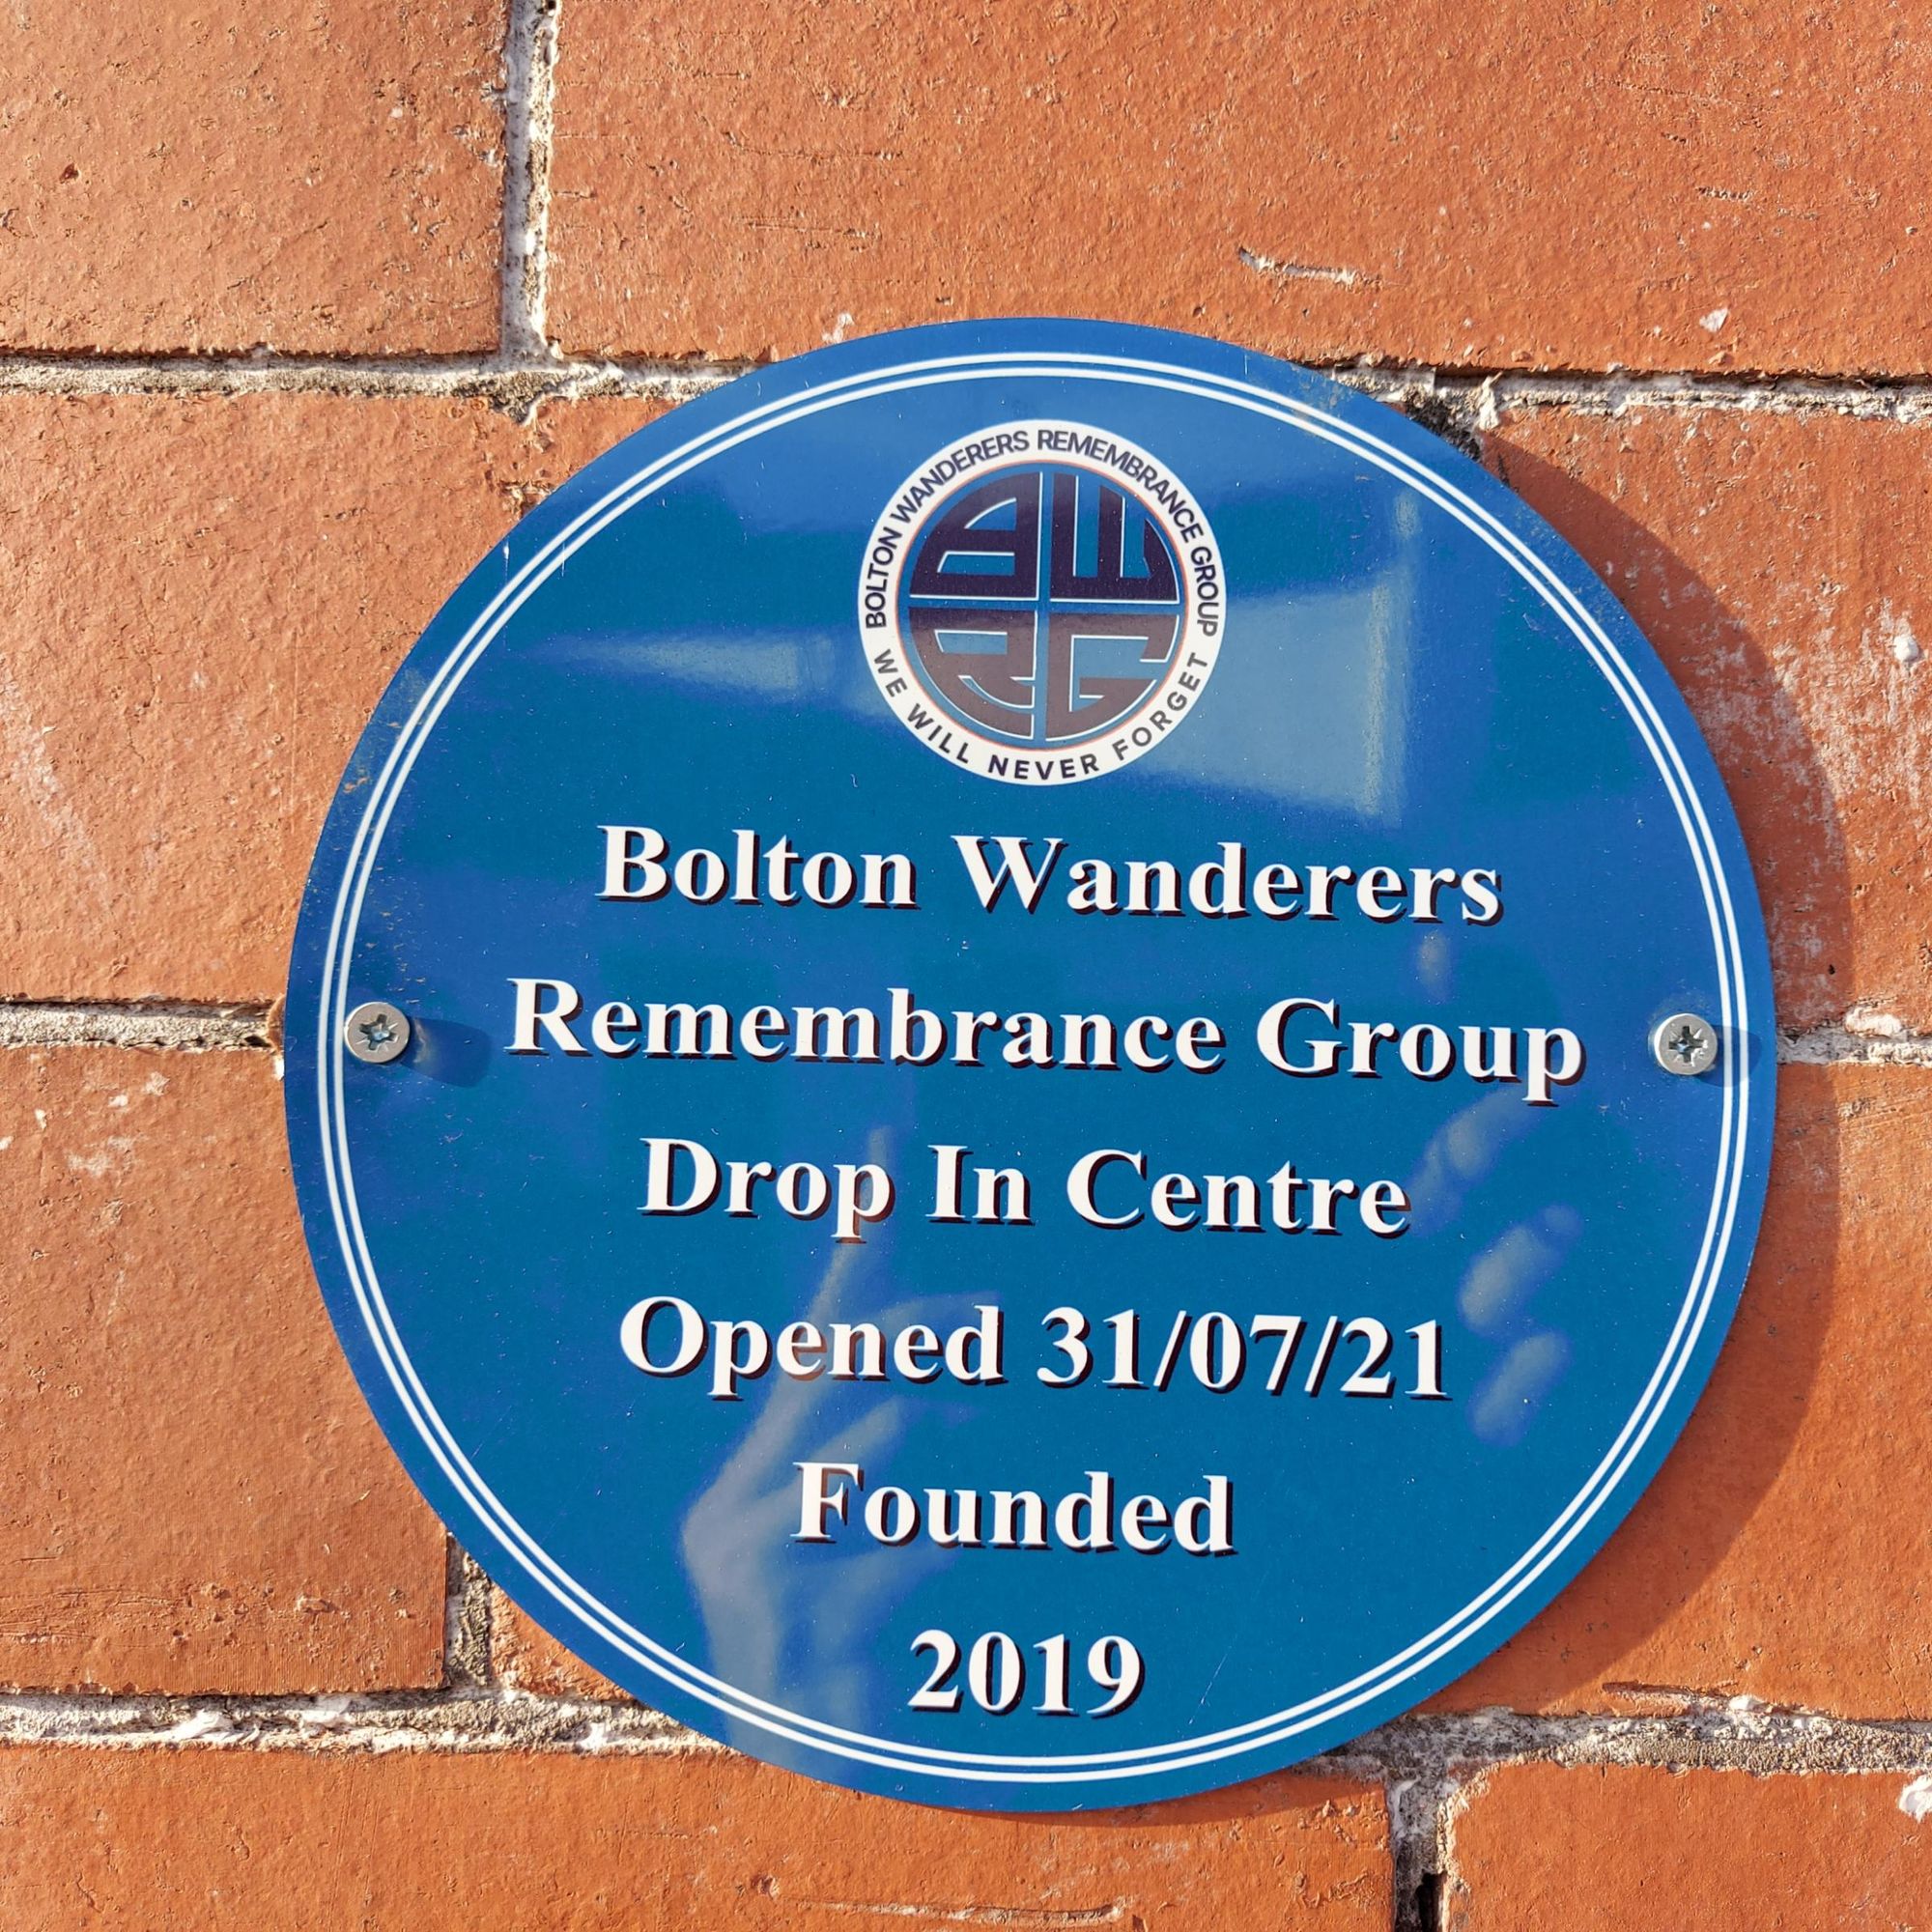 BOLTON WANDERERS REMEMBRANCE GROUP
BW
RG
WE WILL NEVER FORGET
Bolton Wanderers
Remembrance Group
Drop In Centre
Opened 31/07/21
Founded
2019